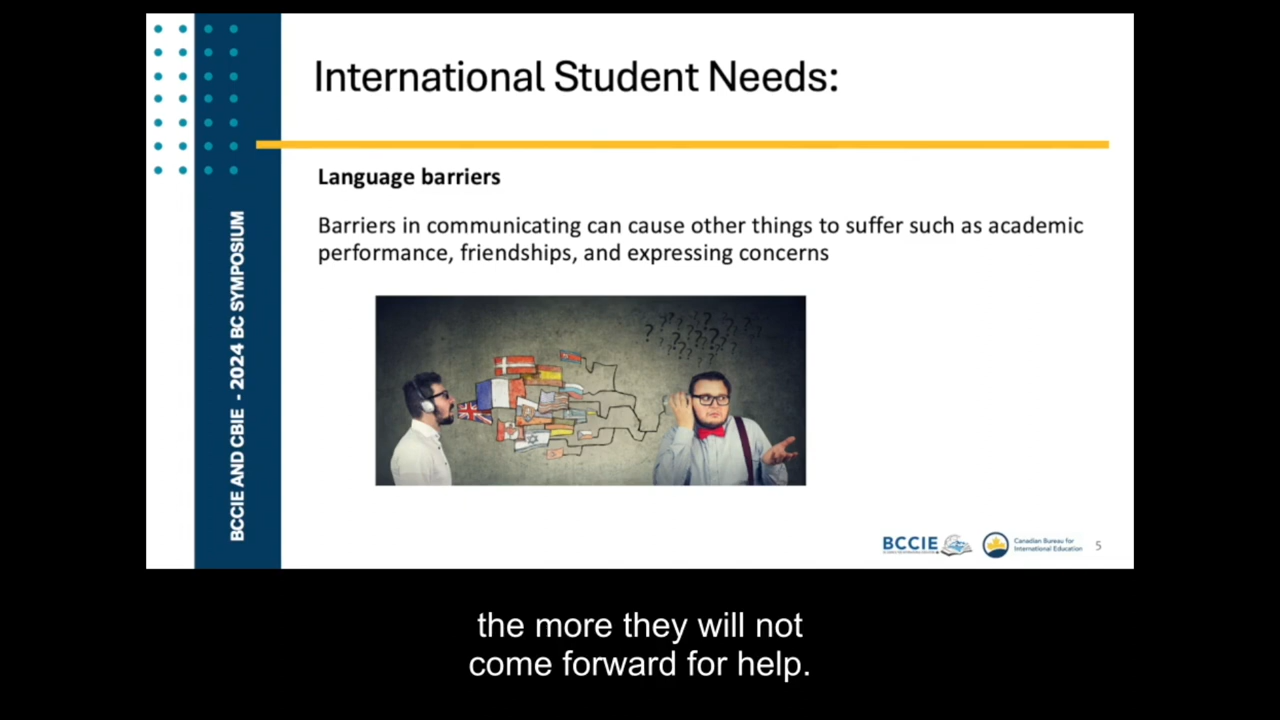 International Student Needs:
Language barriers
Barriers in communicating can cause other things to suffer such as academic
performance, friendships, and expressing concerns
BCCIE AND CBIE - 2024 BC SYMPOSIUM
BCCIE
Canadian Bureau for
International Education
5
the more they will not
come forward for help.